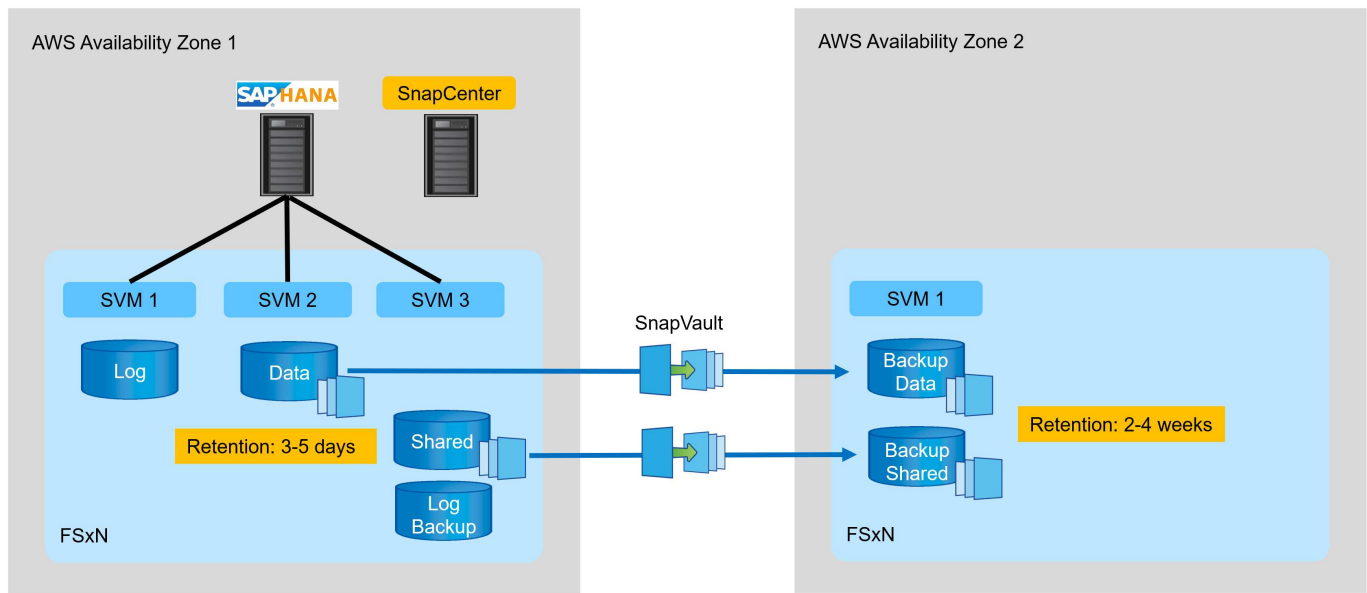 AWS Availability Zone 1
SAP HANA
SnapCenter
SVM 1
SVM 2
SVM 3
Log
Data
Retention: 3-5 days
Shared
Log
Backup
FSxN
SnapVault
AWS Availability Zone 2
SVM 1
Backup
Data
Retention: 2-4 weeks
Backup
Shared
FSxN